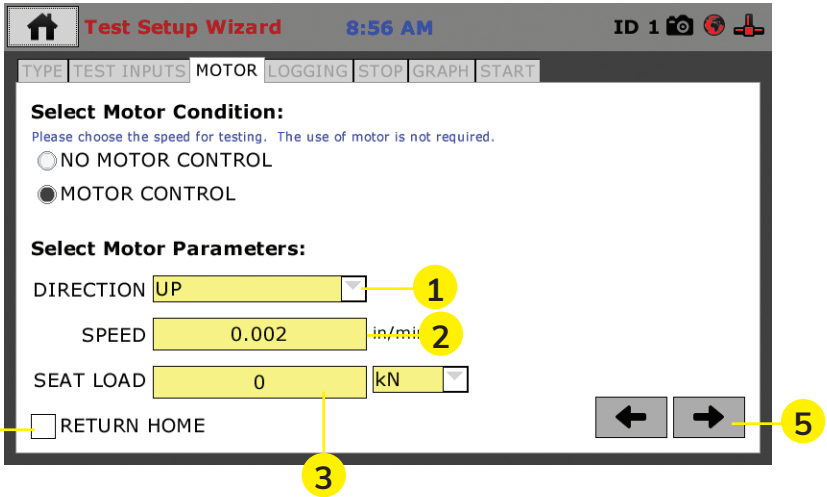 Test Setup Wizard 8:56 AM ID 1
TYPE TEST INPUTS MOTOR LOGGING STOP GRAPH START
Select Motor Condition:
Please choose the speed for testing. The use of motor is not required.
NO MOTOR CONTROL
MOTOR CONTROL
Select Motor Parameters:
DIRECTION UP 1
SPEED 0.002 2
SEAT LOAD 0 kN
RETURN HOME 5
3